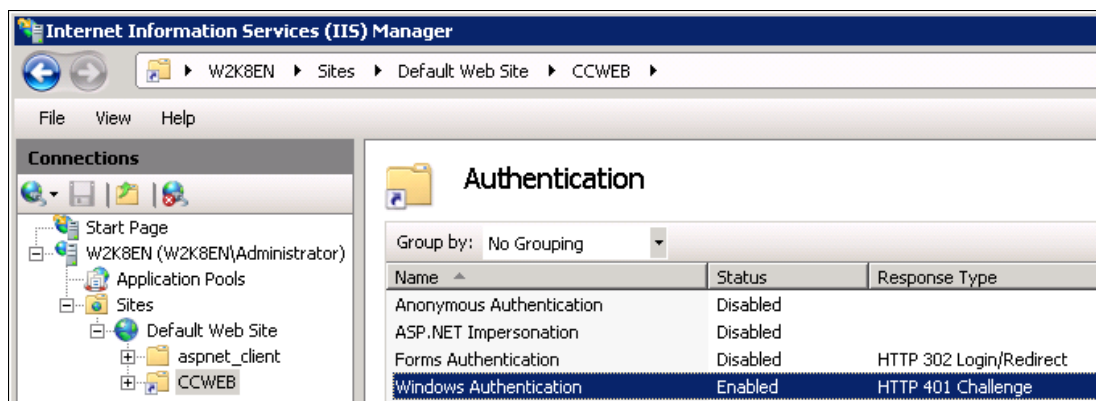 Internet Information Services (IIS) Manager
W2K8EN Sites Default Web Site CCWEB
File View Help
Connections
Start Page
W2K8EN (W2K8EN\Administrator)
Application Pools
Sites
Default Web Site
aspnet_client
CCWEB
Authentication
Group by: No Grouping
Name Status Response Type
Anonymous Authentication Disabled
ASP.NET Impersonation Disabled
Forms Authentication Disabled HTTP 302 Login/Redirect
Windows Authentication Enabled HTTP 401 Challenge